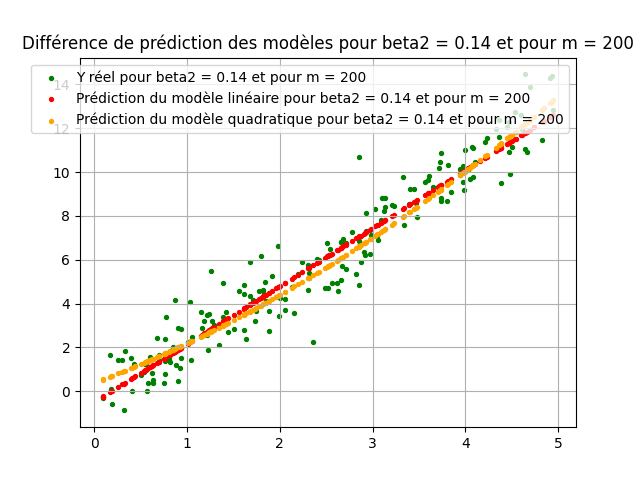 Différence de prédiction des modèles pour beta2 = 0.14 et pour m = 200
Y réel pour beta2 = 0.14 et pour m = 200
Prédiction du modèle linéaire pour beta2 = 0.14 et pour m = 200
Prédiction du modèle quadratique pour beta2 = 0.14 et pour m = 200
14
12
10
8
6
4
2
0
0 1 2 3 4 5